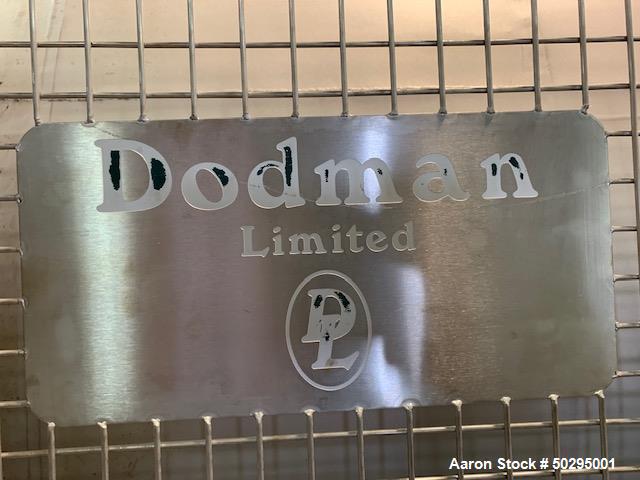 Dodman
Limited
DL
Aaron Stock # 50295001